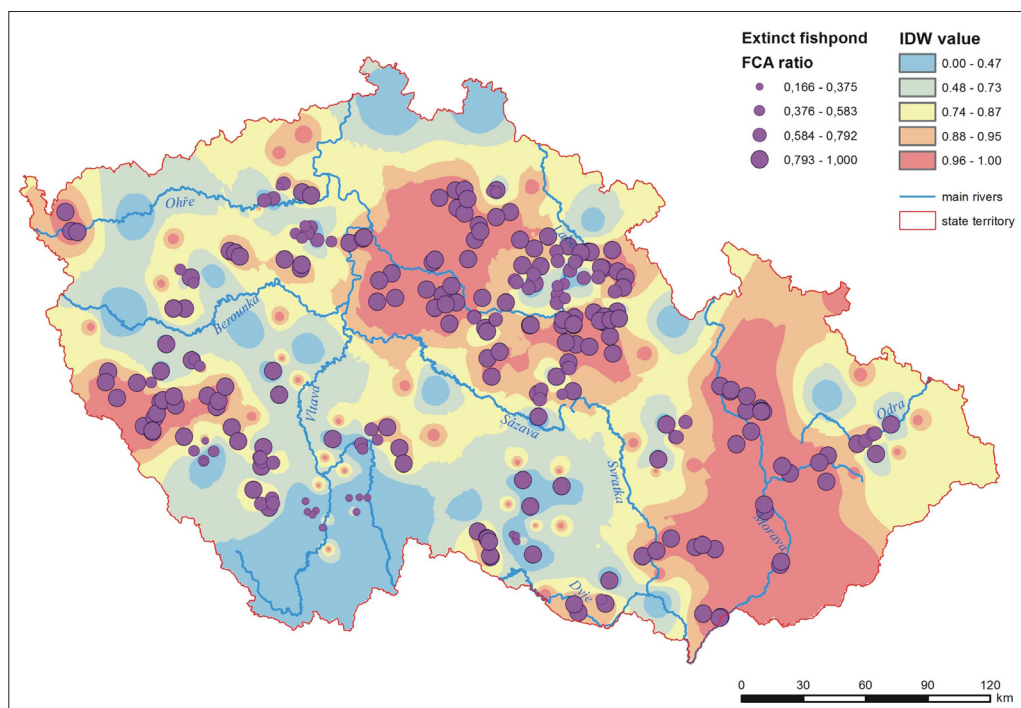 Extinct fishpond
FCA ratio
0,166 - 0,375
0,376 - 0,583
0,584 - 0,792
0,793 - 1,000
IDW value
0.00 - 0.47
0.48 - 0.73
0.74 - 0.87
0.88 - 0.95
0.96 - 1.00
main rivers
state territory
Ohře
Berounka
Vltava
Sázava
Svratka
Dyje
Morava
Odra
0 30 60 90 120
km